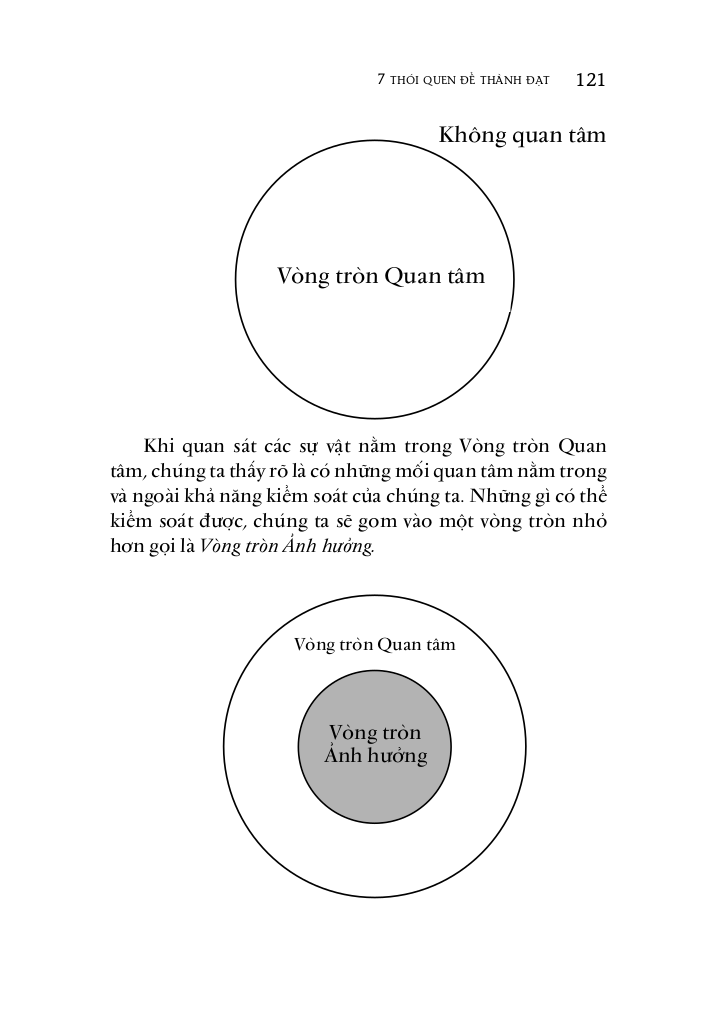 7 THÓI QUEN ĐỂ THÀNH ĐẠT 121
Không quan tâm
Vòng tròn Quan tâm
Khi quan sát các sự vật nằm trong Vòng tròn Quan
tâm, chúng ta thấy rõ là có những mối quan tâm nằm trong
và ngoài khả năng kiểm soát của chúng ta. Những gì có thể
kiểm soát được, chúng ta sẽ gom vào một vòng tròn nhỏ
hơn gọi là Vòng tròn Ảnh hưởng.
Vòng tròn Quan tâm
Vòng tròn
Ảnh hưởng